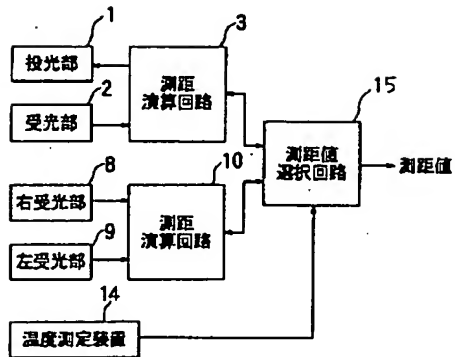 1
投光部
2
受光部
3
測距
演算回路
8
右受光部
9
左受光部
10
測距
演算回路
15
測距値
選択回路
測距値
14
温度測定装置